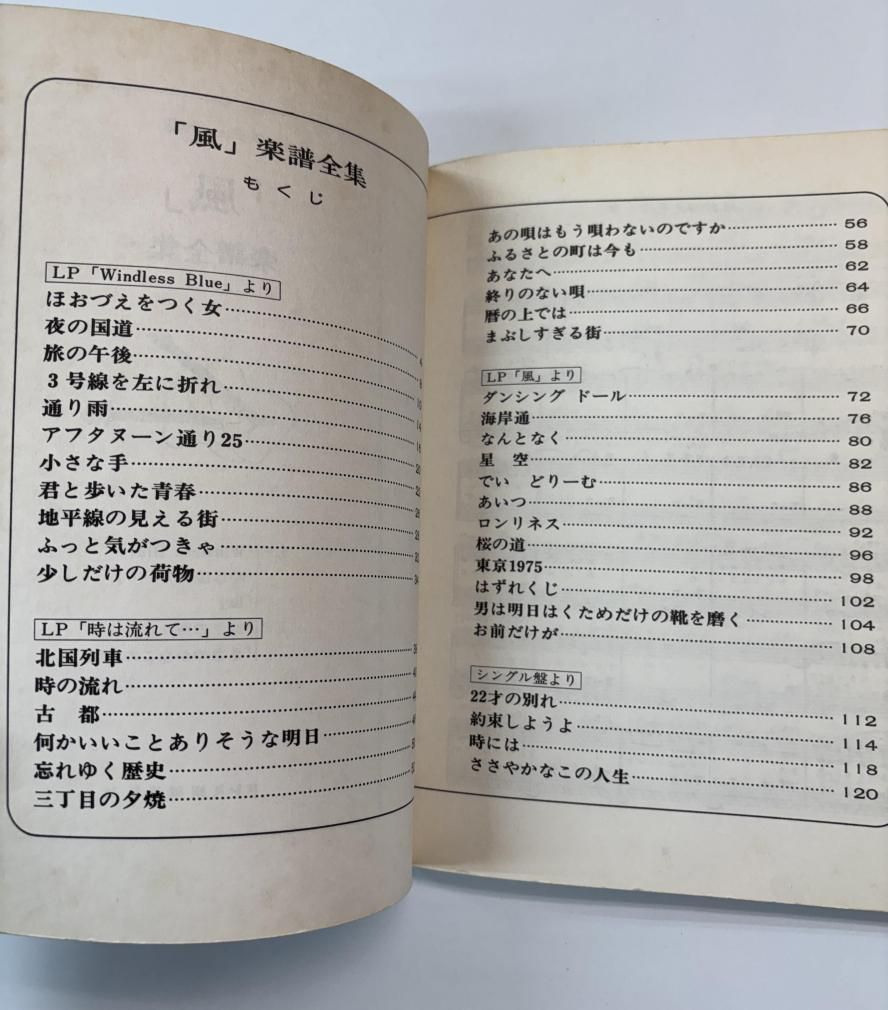 「風」楽譜全集
もくじ
LP「Windless Blue」より
ほおづえをつく女
夜の国道
旅の午後
3号線を左に折れ
通り雨
アフタヌーン通り25
小さな手
君と歩いた青春
地平線の見える街
ふっと気がつきゃ
少しだけの荷物 34
LP「時は流れて…」より
北国列車
時の流れ
古 都
何かいいことありそうな明日
忘れゆく歴史
三丁目の夕焼
あの唄はもう唄わないのですか 56
ふるさとの町は今も 58
あなたへ 62
終りのない唄 64
暦の上では 66
まぶしすぎる街 70
LP「風」より
ダンシング ドール 72
海岸通 76
なんとなく 80
星 空 82
でい どりーむ 86
あいつ 88
ロンリネス 92
桜の道 96
東京1975 98
はずれくじ 102
男は明日はくためだけの靴を磨く 104
お前だけが 108
シングル盤より
22才の別れ 112
約束しようよ 114
時には 118
ささやかなこの人生 120